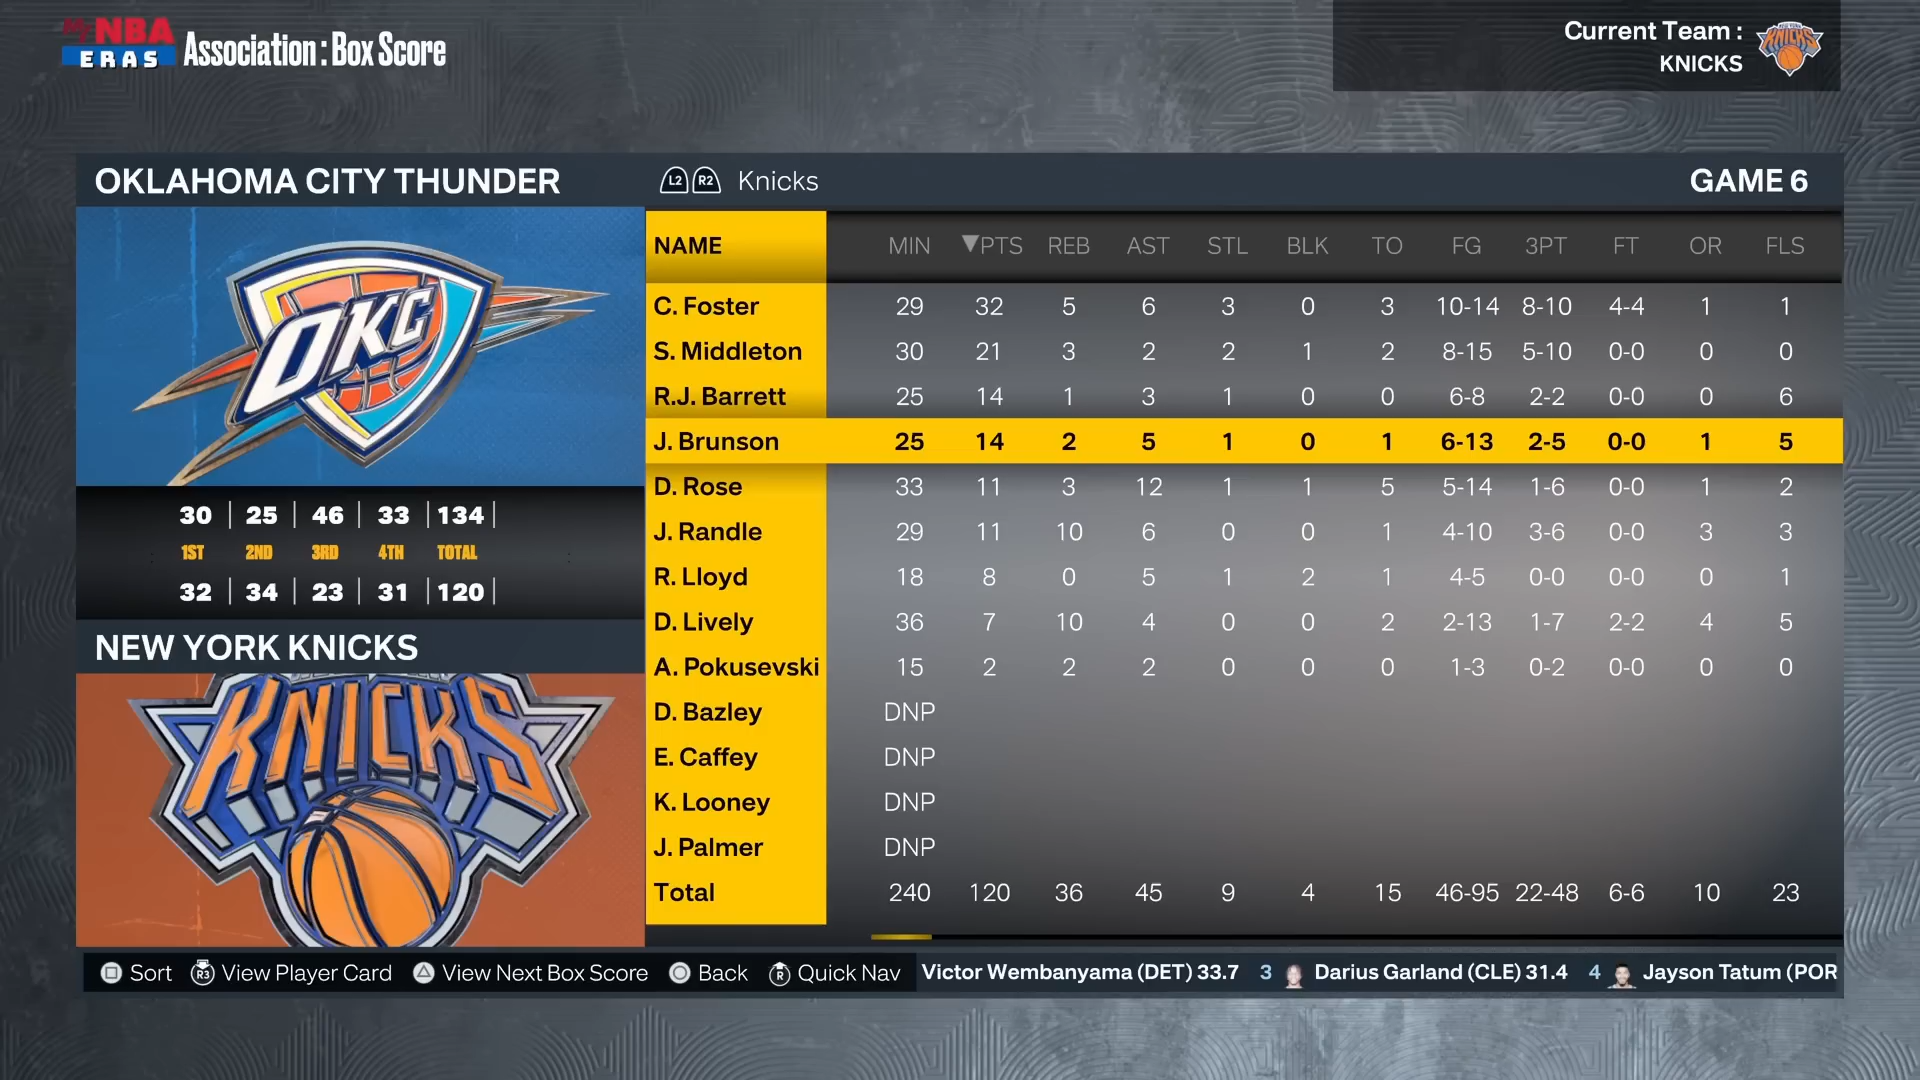 My NBA ERAS Association : Box Score
Current Team :
KNICKS
KNICKS
OKLAHOMA CITY THUNDER
OKC
30 | 25 | 46 | 33 | 134 |
1ST 2ND 3RD 4TH TOTAL
32 | 34 | 23 | 31 | 120 |
NEW YORK KNICKS
KNICKS
L2 R2 Knicks GAME 6
NAME MIN ▼PTS REB AST STL BLK TO FG 3PT FT OR FLS
C. Foster 29 32 5 6 3 0 3 10-14 8-10 4-4 1 1
S. Middleton 30 21 3 2 2 1 2 8-15 5-10 0-0 0 0
R.J. Barrett 25 14 1 3 1 0 0 6-8 2-2 0-0 0 6
J. Brunson 25 14 2 5 1 0 1 6-13 2-5 0-0 1 5
D. Rose 33 11 3 12 1 1 5 5-14 1-6 0-0 1 2
J. Randle 29 11 10 6 0 0 1 4-10 3-6 0-0 3 3
R. Lloyd 18 8 0 5 1 2 1 4-5 0-0 0-0 0 1
D. Lively 36 7 10 4 0 0 2 2-13 1-7 2-2 4 5
A. Pokusevski 15 2 2 2 0 0 0 1-3 0-2 0-0 0 0
D. Bazley DNP
E. Caffey DNP
K. Looney DNP
J. Palmer DNP
Total 240 120 36 45 9 4 15 46-95 22-48 6-6 10 23
Sort R3 View Player Card View Next Box Score Back R Quick Nav Victor Wembanyama (DET) 33.7 3 Darius Garland (CLE) 31.4 4 Jayson Tatum (POR